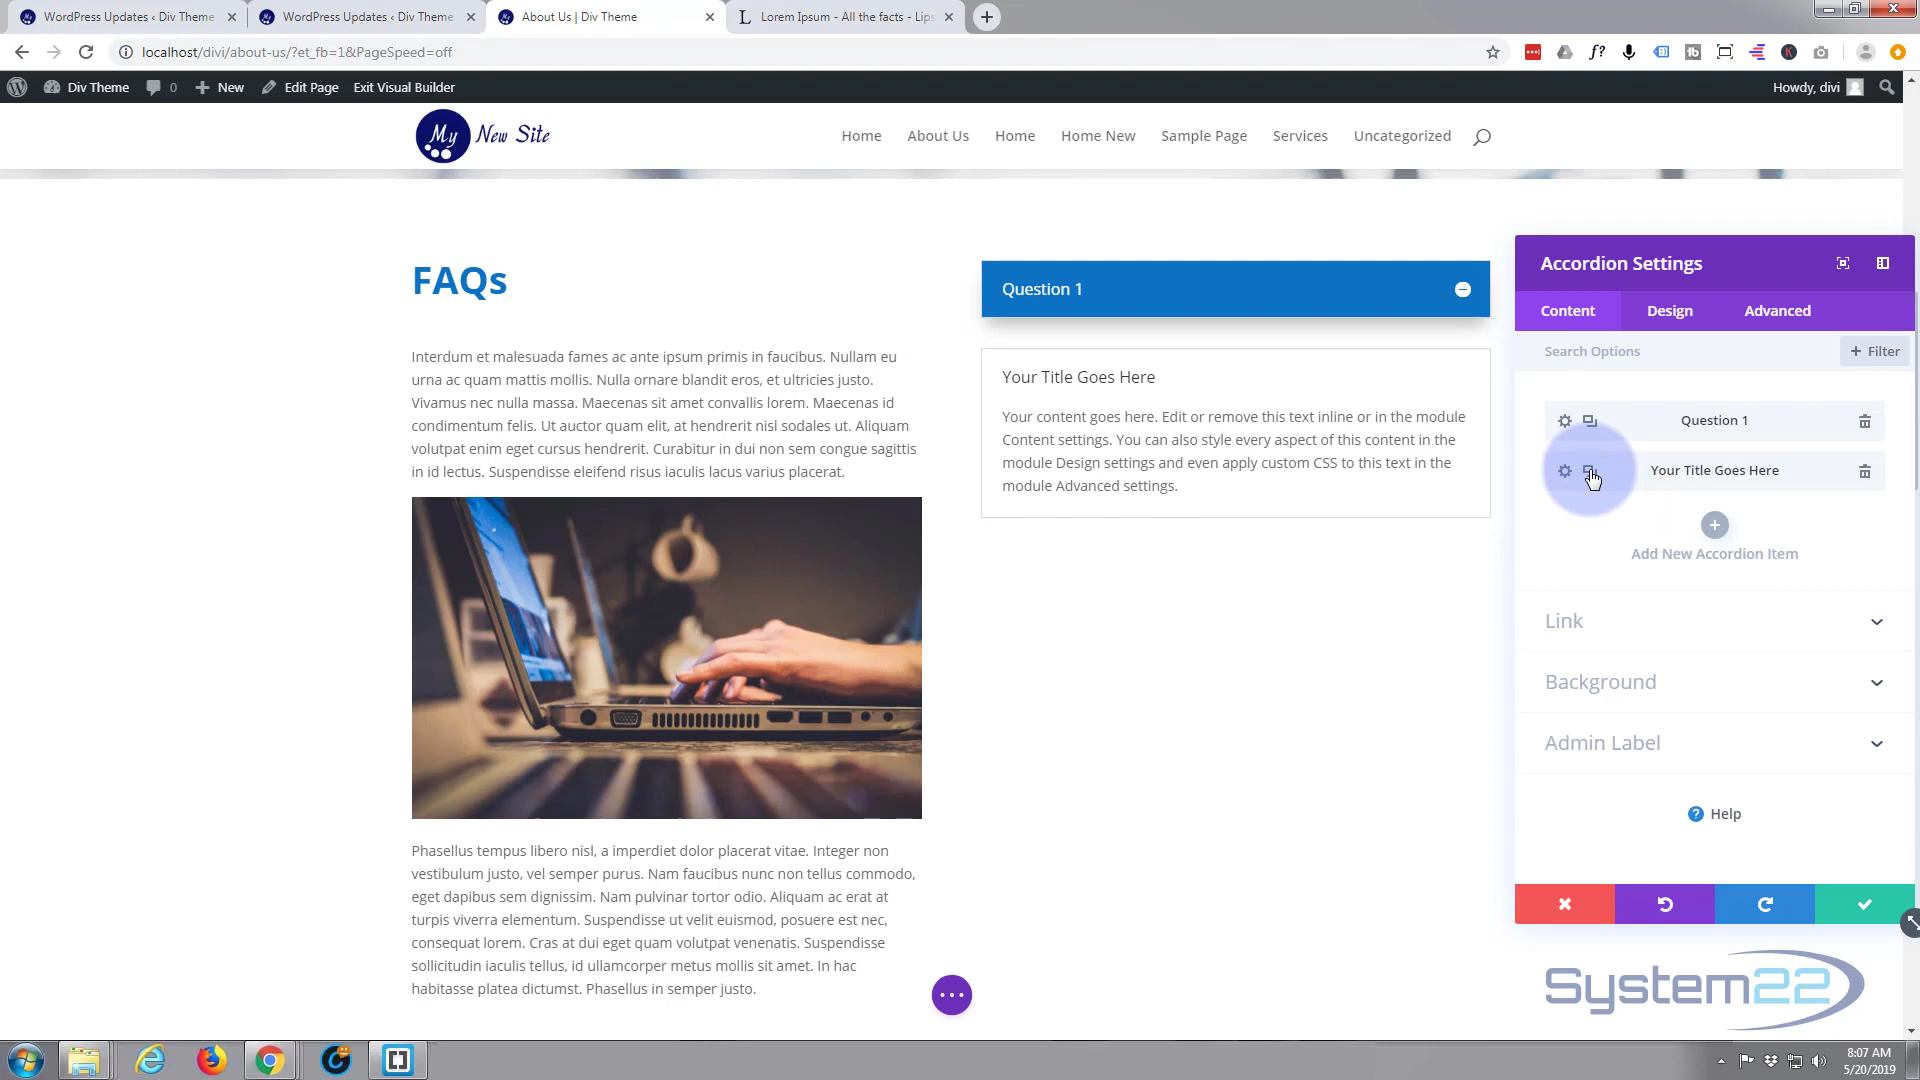 WordPress Updates ‹ Div Theme
WordPress Updates ‹ Div Theme
About Us | Div Theme
Lorem Ipsum - All the facts - Lips
localhost/divi/about-us/?et_fb=1&PageSpeed=off
Div Theme
0
New
Edit Page
Exit Visual Builder
Howdy, divi
My New Site
Home
About Us
Home
Home New
Sample Page
Services
Uncategorized
FAQs
Interdum et malesuada fames ac ante ipsum primis in faucibus. Nullam eu
urna ac quam mattis mollis. Nulla ornare blandit eros, et ultricies justo.
Vivamus nec nulla massa. Maecenas sit amet convallis lorem. Maecenas id
condimentum felis. Ut auctor quam elit, at hendrerit nisl sodales ut. Aliquam
volutpat enim eget cursus hendrerit. Curabitur in dui non sem congue sagittis
in id lectus. Suspendisse eleifend risus iaculis lacus varius placerat.
Phasellus tempus libero nisl, a imperdiet dolor placerat vitae. Integer non
vestibulum justo, vel semper purus. Nam faucibus nunc non tellus commodo,
eget dapibus sem dignissim. Nam pulvinar tortor odio. Aliquam ac erat at
turpis viverra elementum. Suspendisse ut velit euismod, posuere est nec,
consequat lorem. Cras at dui eget quam volutpat venenatis. Suspendisse
sollicitudin iaculis tellus, id ullamcorper metus mollis sit amet. In hac
habitasse platea dictumst. Phasellus in semper justo.
Question 1
Your Title Goes Here
Your content goes here. Edit or remove this text inline or in the module
Content settings. You can also style every aspect of this content in the
module Design settings and even apply custom CSS to this text in the
module Advanced settings.
Accordion Settings
Content
Design
Advanced
Search Options
+ Filter
Question 1
Your Title Goes Here
Add New Accordion Item
Link
Background
Admin Label
Help
System22
8:07 AM
5/20/2019